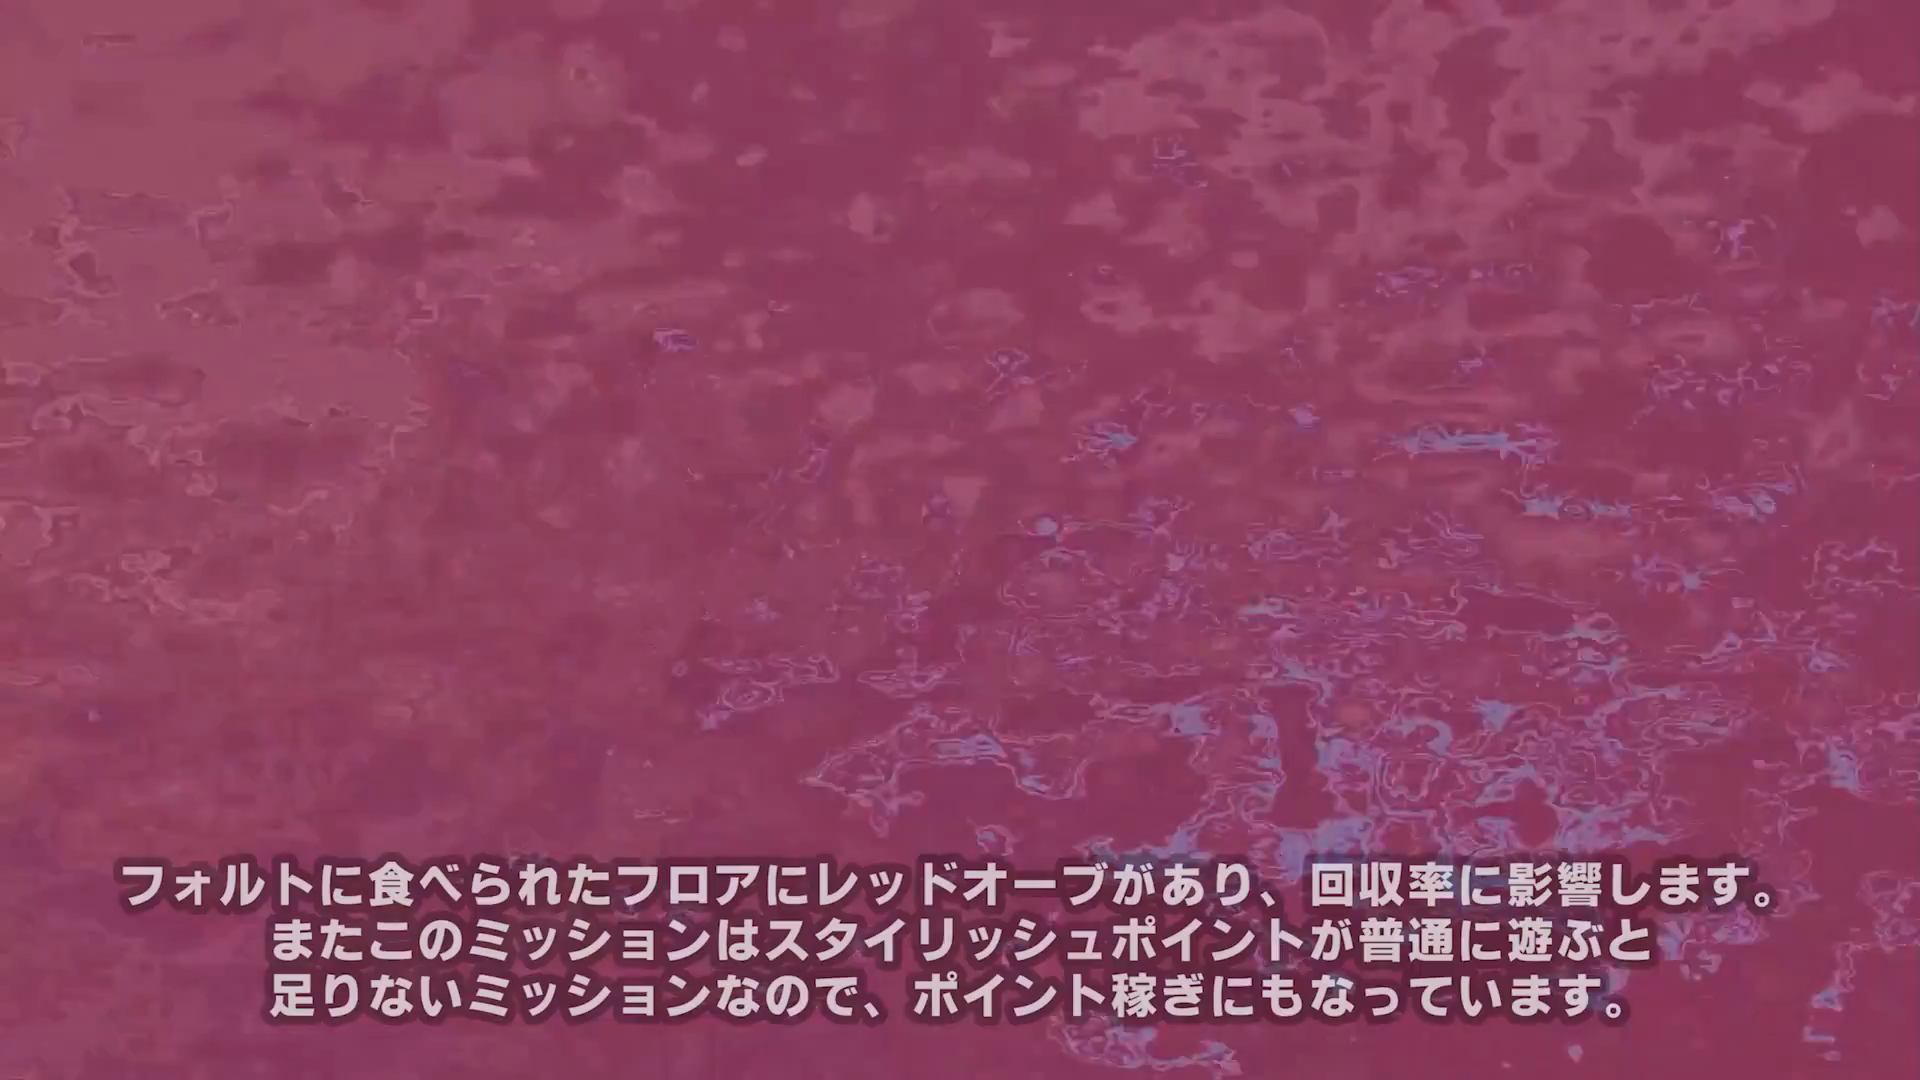 フォルトに食べられたフロアにレッドオーブがあり、回収率に影響します。
またこのミッションはスタイリッシュポイントが普通に遊ぶと
足りないミッションなので、ポイント稼ぎにもなっています。